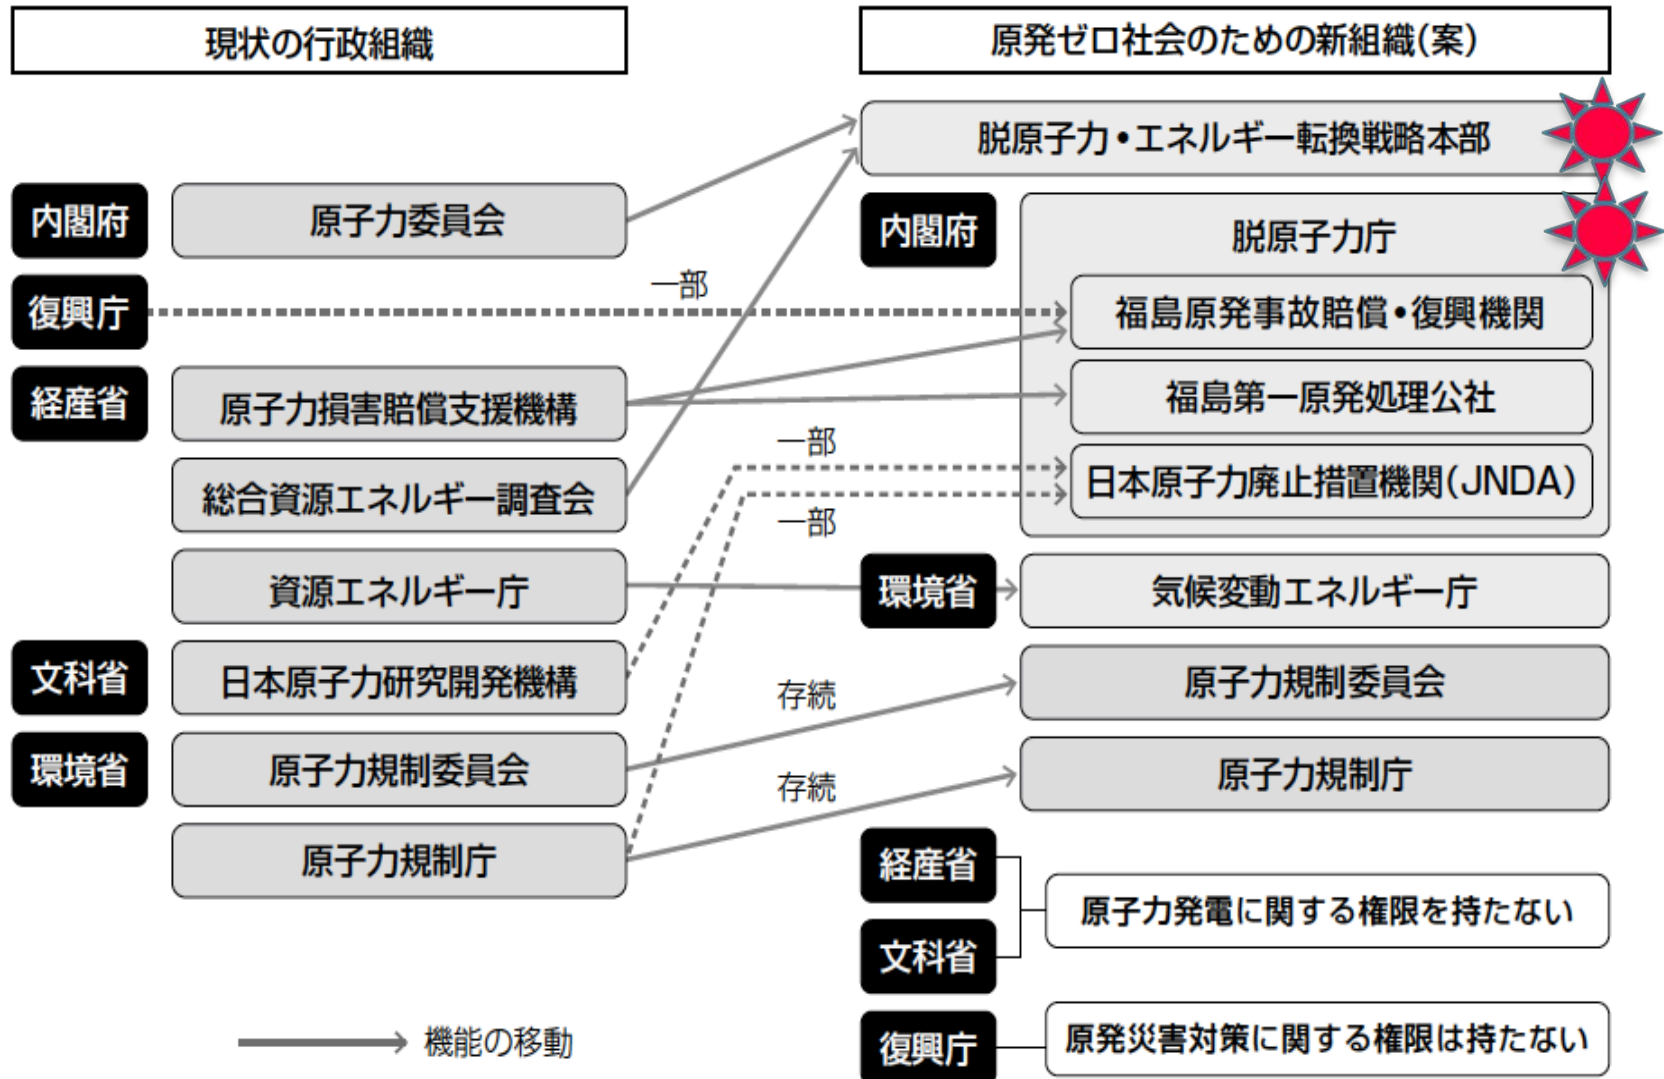 現状の行政組織
原発ゼロ社会のための新組織(案)
脱原子力・エネルギー転換戦略本部
内閣府
原子力委員会
内閣府
脱原子力庁
復興庁
一部
福島原発事故賠償・復興機関
経産省
原子力損害賠償支援機構
福島第一原発処理公社
一部
総合資源エネルギー調査会
日本原子力廃止措置機関(JNDA)
一部
資源エネルギー庁
環境省
気候変動エネルギー庁
文科省
日本原子力研究開発機構
存続
原子力規制委員会
環境省
原子力規制委員会
存続
原子力規制庁
原子力規制庁
経産省
原子力発電に関する権限を持たない
文科省
機能の移動
復興庁
原発災害対策に関する権限は持たない